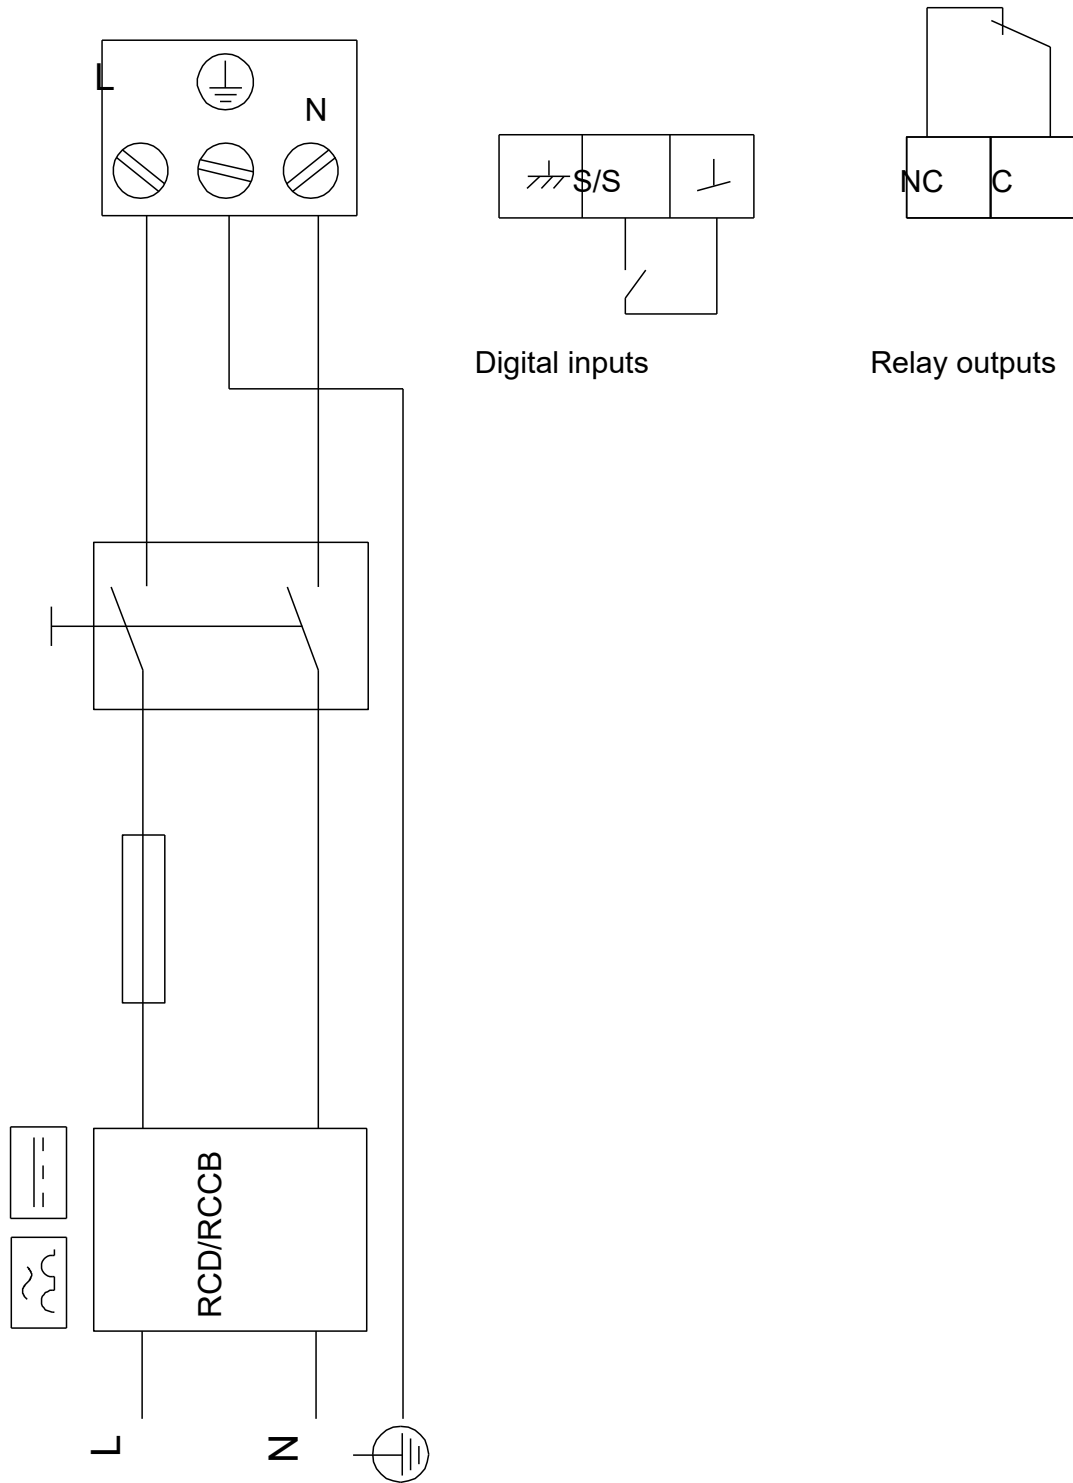 L
N
S/S
NC C
Digital inputs
Relay outputs
RCD/RCCB
L
N